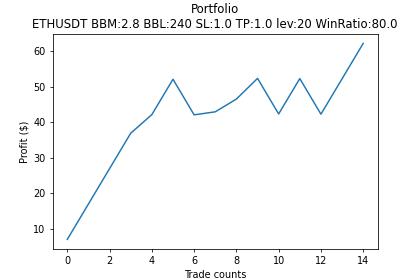 Portfolio
ETHUSDT BBM:2.8 BBL:240 SL:1.0 TP:1.0 lev:20 WinRatio:80.0
60
50
40
30
20
10
Profit ($)
0 2 4 6 8 10 12 14
Trade counts